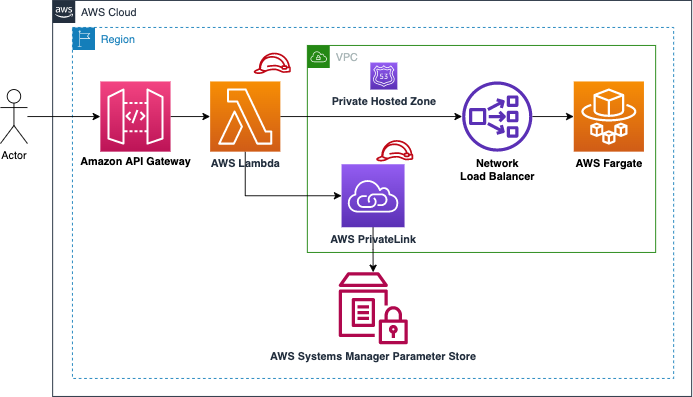 aws
AWS Cloud
Region
VPC
53
Private Hosted Zone
Actor
Amazon API Gateway
AWS Lambda
Network
Load Balancer
AWS Fargate
AWS PrivateLink
AWS Systems Manager Parameter Store